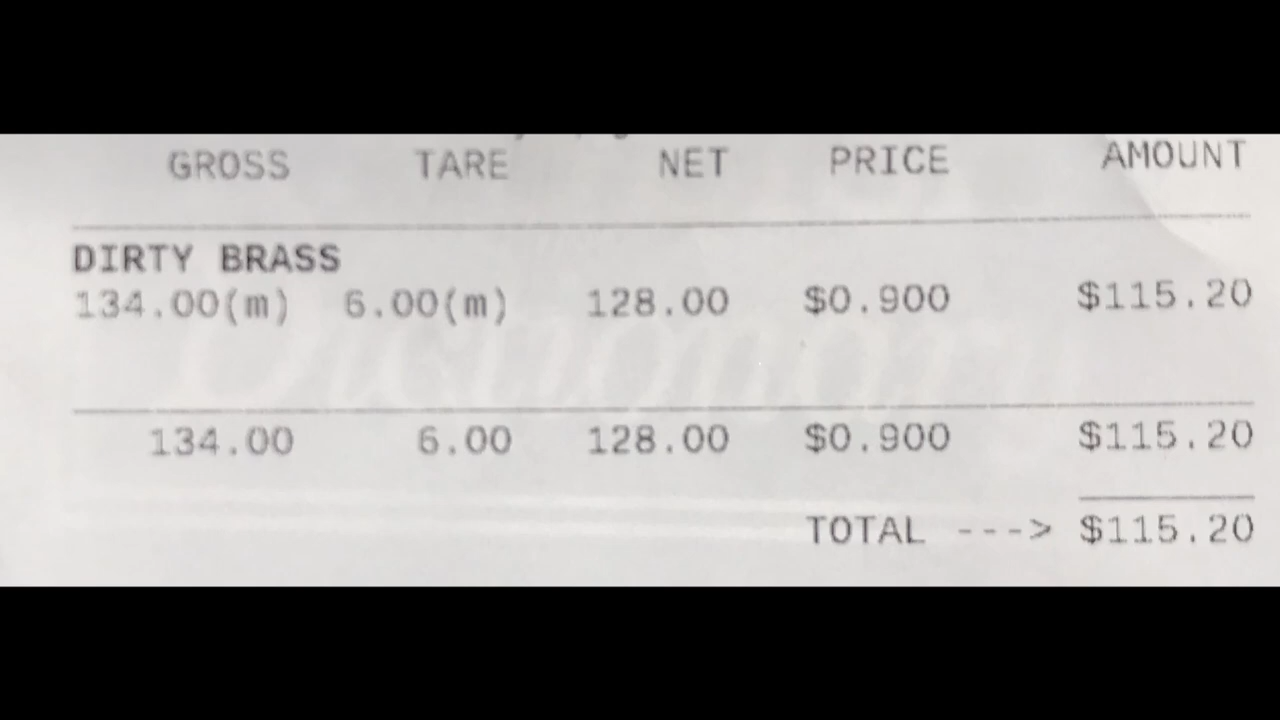 GROSS TARE NET PRICE AMOUNT
DIRTY BRASS
134.00(m) 6.00(m) 128.00 $0.900 $115.20
134.00 6.00 128.00 $0.900 $115.20
TOTAL ---> $115.20